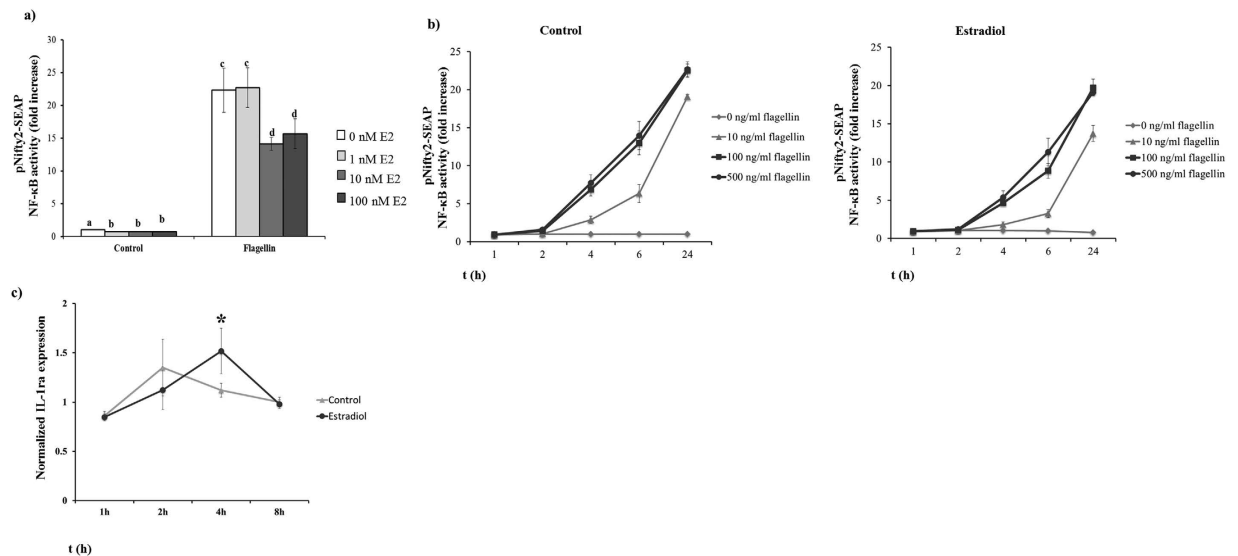 a)
pNifty2-SEAP
NF-κB activity (fold increase)
35
30
25
20
15
10
5
0
a
b
b
b
c
c
d
d
Control
Flagellin
0 nM E2
1 nM E2
10 nM E2
100 nM E2
b)
Control
pNifty2-SEAP
NF-κB activity (fold increase)
25
20
15
10
5
0
1
2
4
6
24
t (h)
0 ng/ml flagellin
10 ng/ml flagellin
100 ng/ml flagellin
500 ng/ml flagellin
Estradiol
pNifty2-SEAP
NF-κB activity (fold increase)
25
20
15
10
5
0
1
2
4
6
24
t (h)
0 ng/ml flagellin
10 ng/ml flagellin
100 ng/ml flagellin
500 ng/ml flagellin
c)
Normalized IL-1ra expression
2
1.5
1
0.5
0
*
1h
2h
4h
8h
t (h)
Control
Estradiol